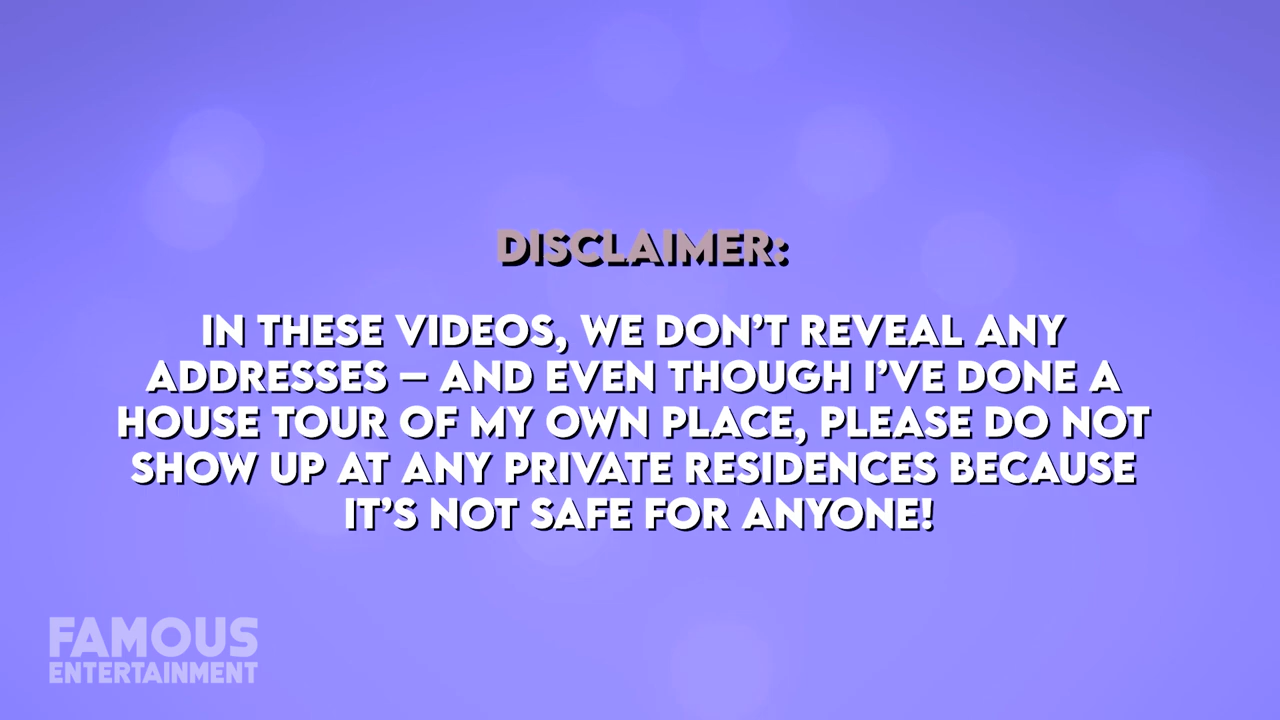 DISCLAIMER:
IN THESE VIDEOS, WE DON'T REVEAL ANY
ADDRESSES – AND EVEN THOUGH I'VE DONE A
HOUSE TOUR OF MY OWN PLACE, PLEASE DO NOT
SHOW UP AT ANY PRIVATE RESIDENCES BECAUSE
IT'S NOT SAFE FOR ANYONE!
FAMOUS
ENTERTAINMENT